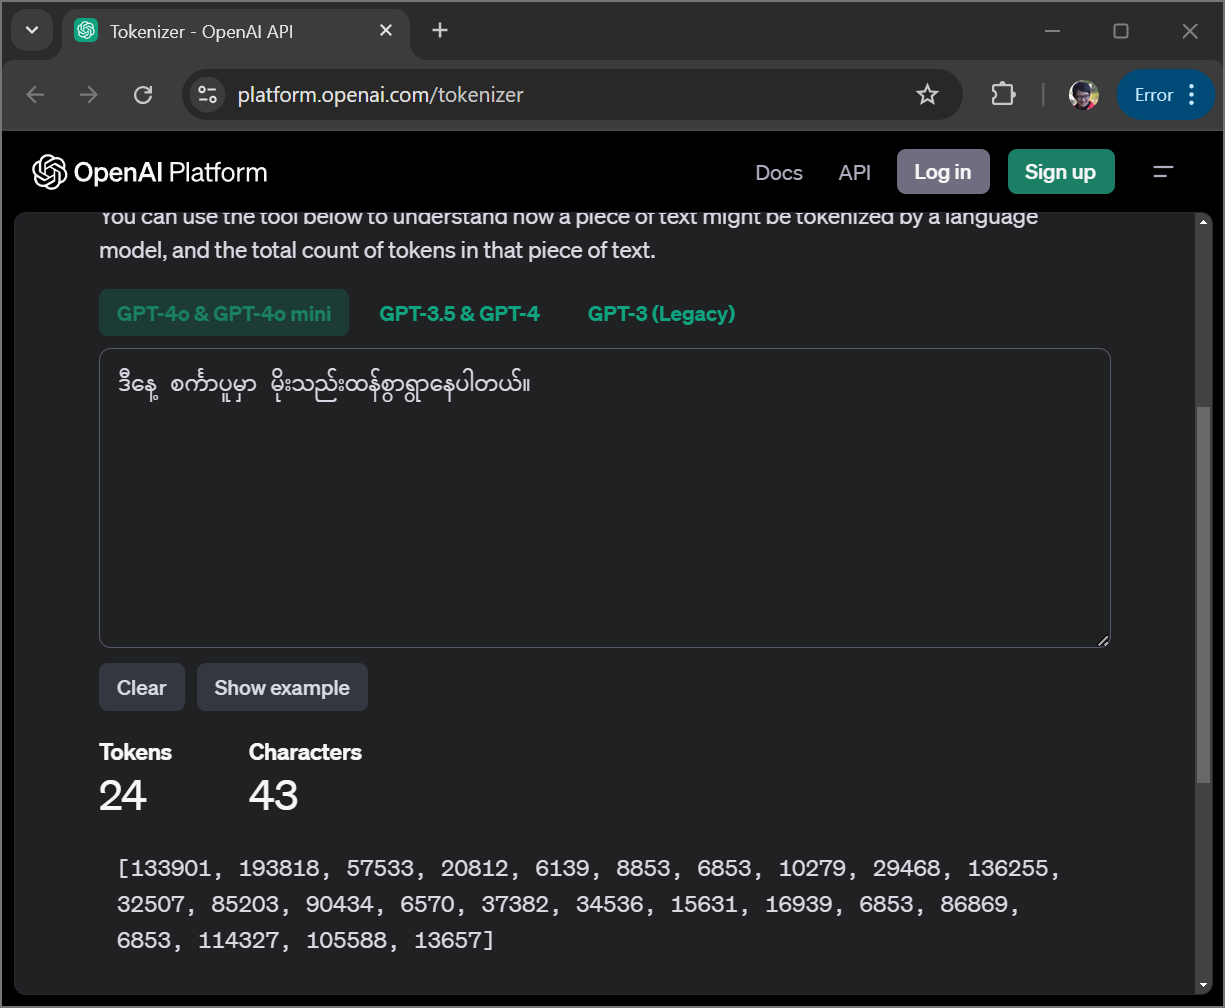 Tokenizer - OpenAI API
platform.openai.com/tokenizer
Error
OpenAI Platform
Docs
API
Log in
Sign up
You can use the tool below to understand how a piece of text might be tokenized by a language
model, and the total count of tokens in that piece of text.
GPT-4o & GPT-4o mini
GPT-3.5 & GPT-4
GPT-3 (Legacy)
ဒီနေ့ စင်္ကာပူမှာ မိုးသည်းထန်စွာရွာနေပါတယ်။
Clear
Show example
Tokens
Characters
24
43
[133901, 193818, 57533, 20812, 6139, 8853, 6853, 10279, 29468, 136255,
32507, 85203, 90434, 6570, 37382, 34536, 15631, 16939, 6853, 86869,
6853, 114327, 105588, 13657]